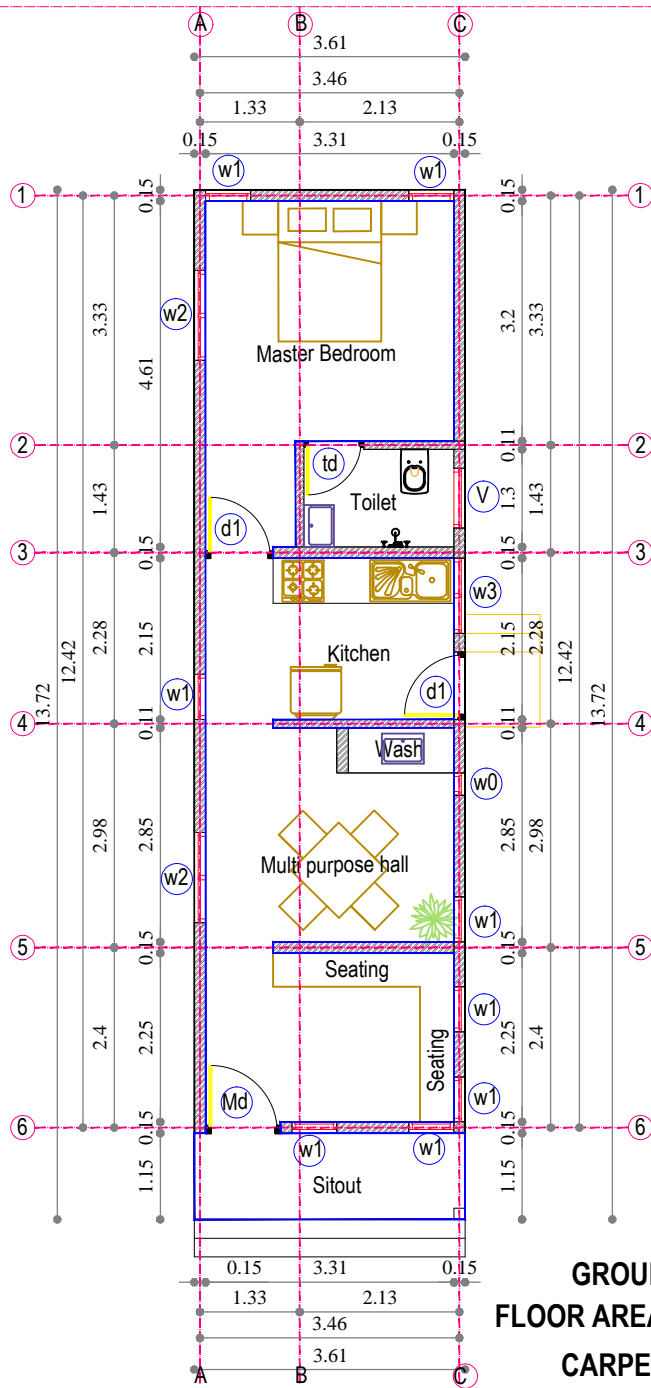 A B C
3.61
3.46
1.33 2.13
0.15 3.31 0.15
w1 w1
1 0.15 0.15 1
w2
3.33 4.61 3.2 3.33
Master Bedroom
2 0.11 2
td
1.43 Toilet V 1.3 1.43
d1
3 0.15 0.15 3
w3
13.72 12.42 2.28 2.15 Kitchen 2.15 2.28 12.42 13.72
w1 d1
4 0.11 0.11 4
Wash
w0
2.98 2.85 2.85 2.98
w2 Multi purpose hall
w1
5 0.15 0.15 5
Seating
w1
2.4 2.25 Seating 2.25 2.4
Md w1
6 0.15 0.15 6
w1 w1
1.15 Sitout 1.15
0.15 3.31 0.15
1.33 2.13
3.46
3.61
A B C
GROU
FLOOR AREA
CARPE